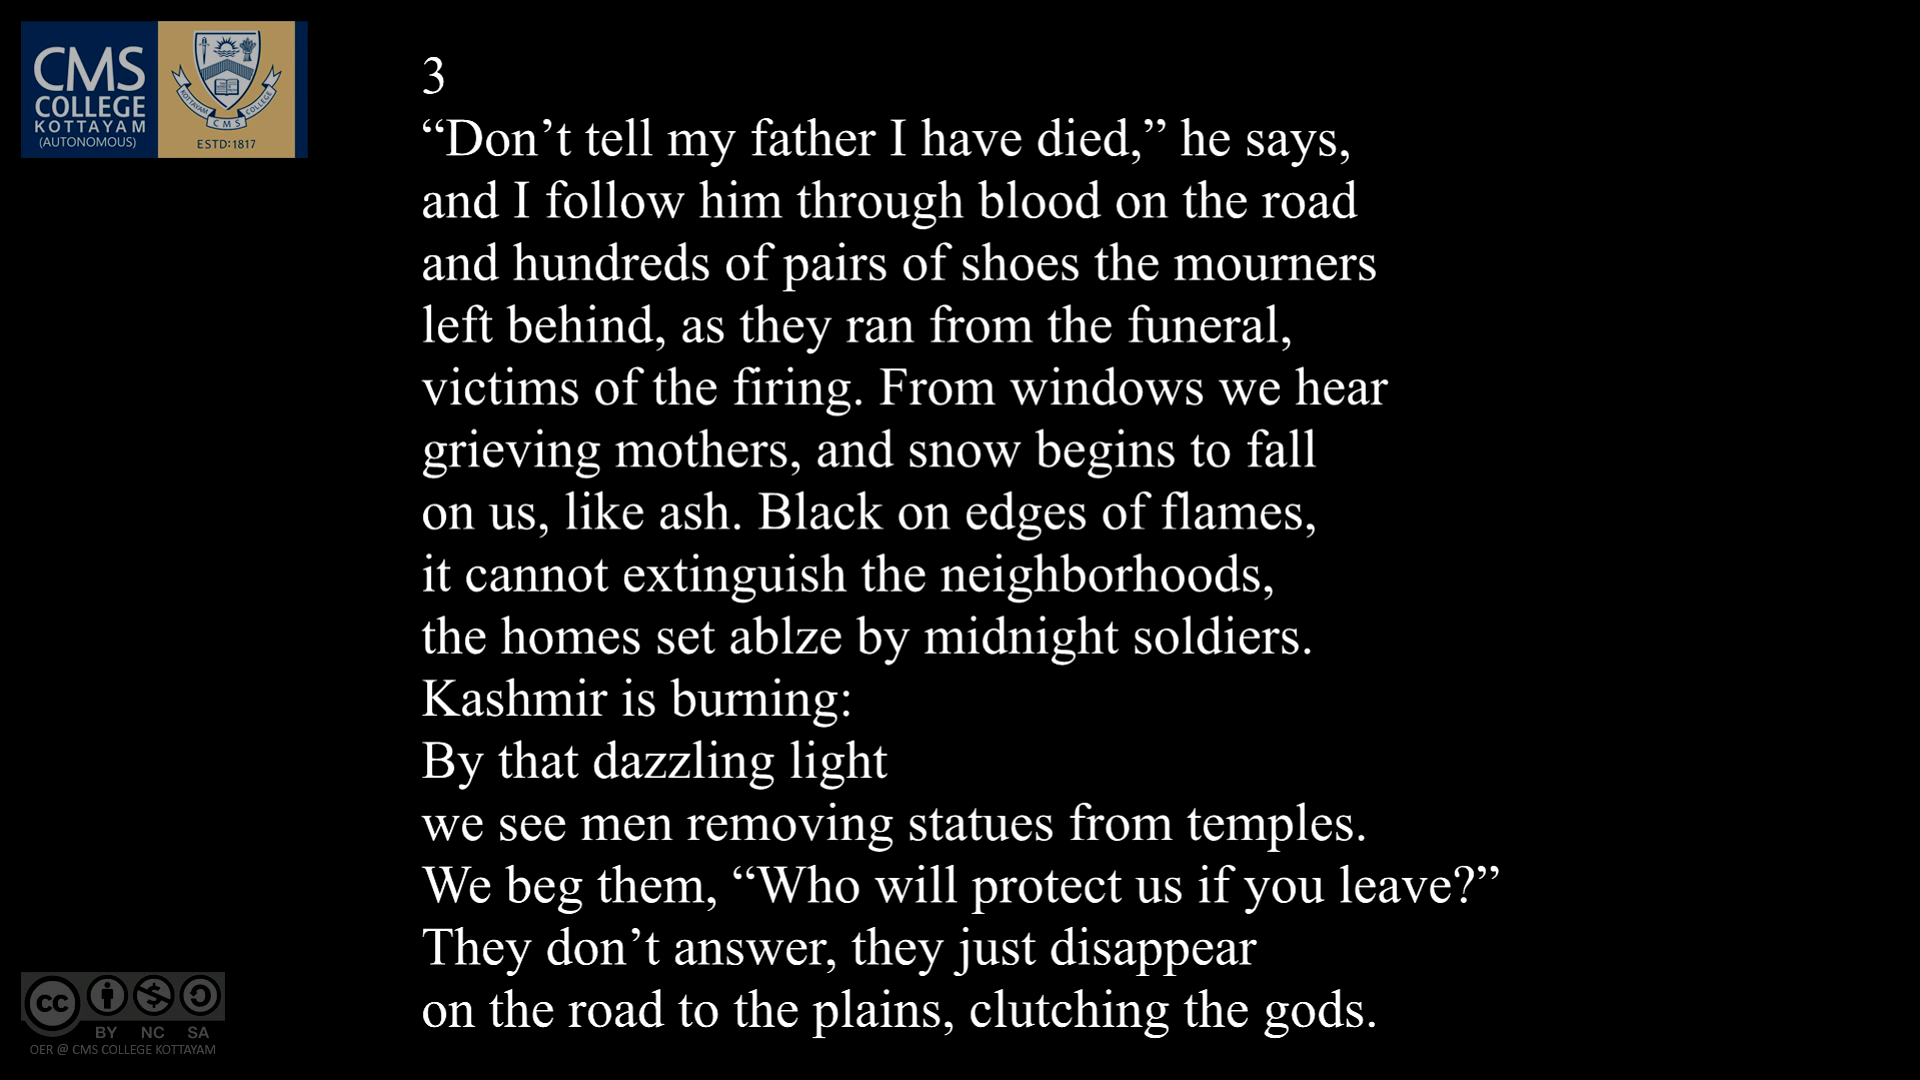 CMS
COLLEGE
KOTTAYAM
(AUTONOMOUS)
KOTTAYAM COLLEGE
CMS
ESTD:1817
3
“Don’t tell my father I have died,” he says,
and I follow him through blood on the road
and hundreds of pairs of shoes the mourners
left behind, as they ran from the funeral,
victims of the firing. From windows we hear
grieving mothers, and snow begins to fall
on us, like ash. Black on edges of flames,
it cannot extinguish the neighborhoods,
the homes set ablze by midnight soldiers.
Kashmir is burning:
By that dazzling light
we see men removing statues from temples.
We beg them, “Who will protect us if you leave?”
They don’t answer, they just disappear
on the road to the plains, clutching the gods.
cc
BY NC SA
OER @ CMS COLLEGE KOTTAYAM